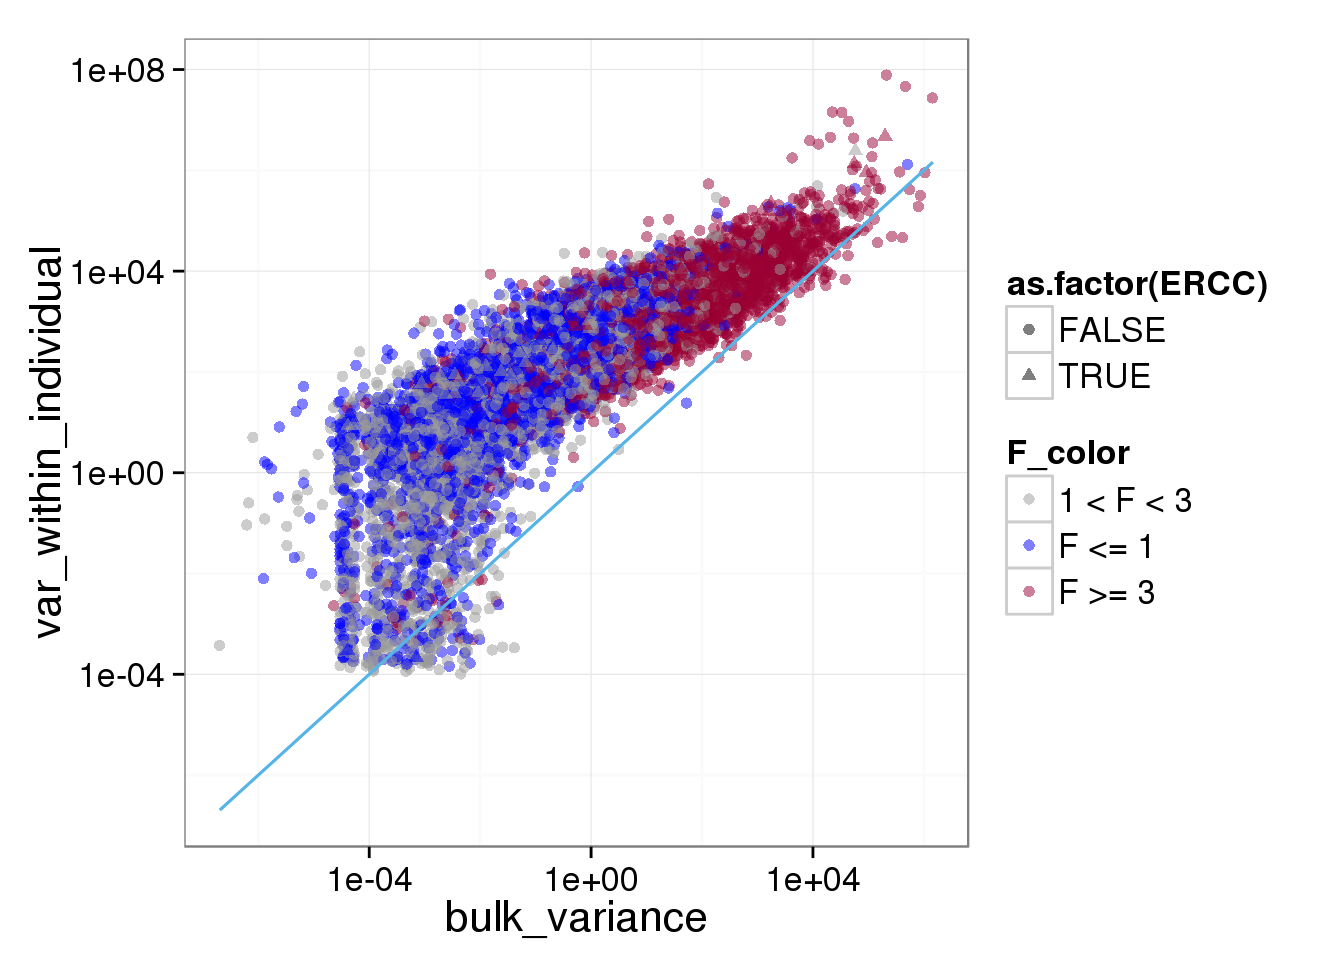 1e+08
1e+04
1e+00
1e-04
var_within_individual
1e-04
1e+00
1e+04
bulk_variance
as.factor(ERCC)
FALSE
TRUE
F_color
1 < F < 3
F <= 1
F >= 3